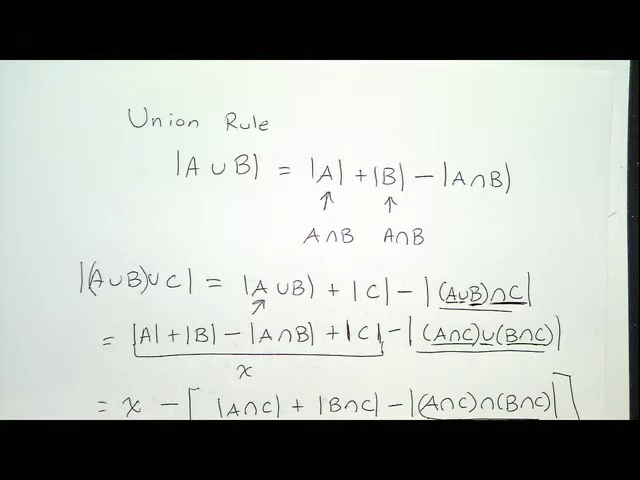 Union Rule
|A ∪ B| = |A| + |B| - |A ∩ B|
A∩B A∩B
|(A∪B)∪C| = |A ∪ B| + |C| - |(A∪B)∩C|
= |A| + |B| - |A∩B| + |C| - |(A∩C)∪(B∩C)|
x
= x - [ |A∩C| + |B∩C| - |(A∩C)∩(B∩C)| ]